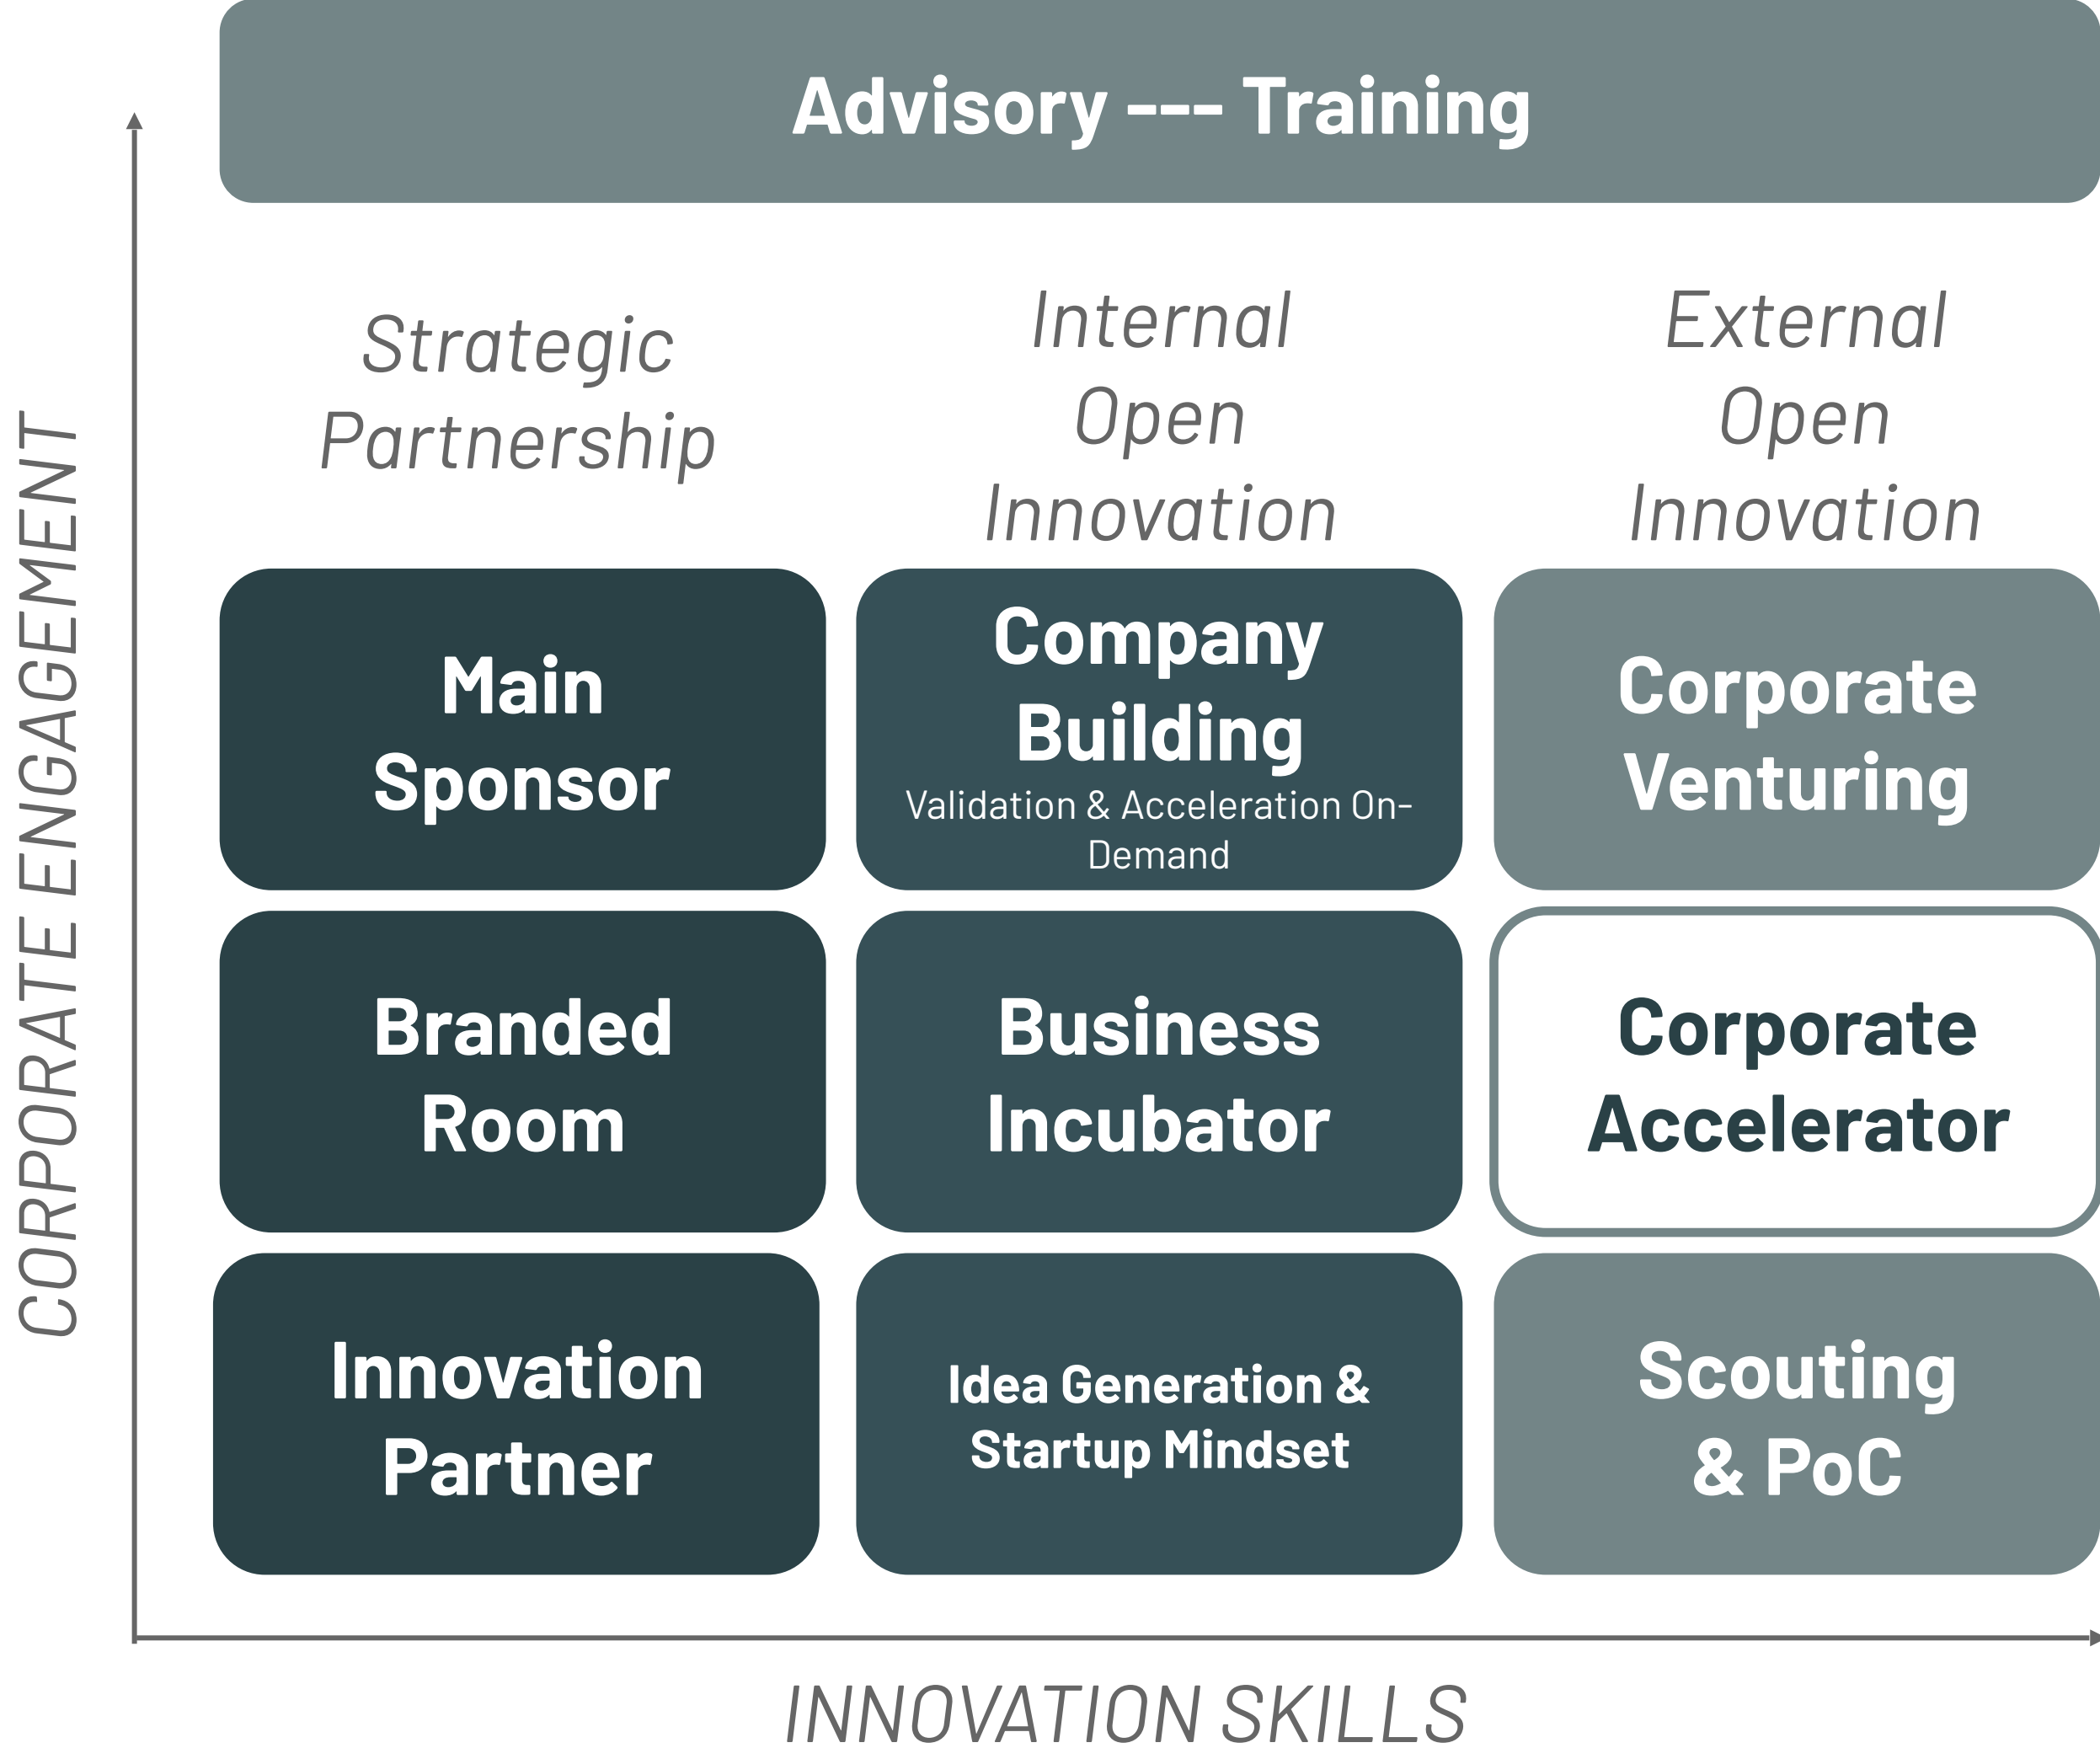 Advisory --- Training
Strategic
Partnership
Internal
Open
Innovation
External
Open
Innovation
CORPORATE ENGAGEMENT
Main
Sponsor
Company
Building
Validation & Acceleration On-
Demand
Corporate
Venturing
Branded
Room
Business
Incubator
Corporate
Accelerator
Innovation
Partner
Idea Generation &
Startup Mindset
Scouting
& PoC
INNOVATION SKILLS